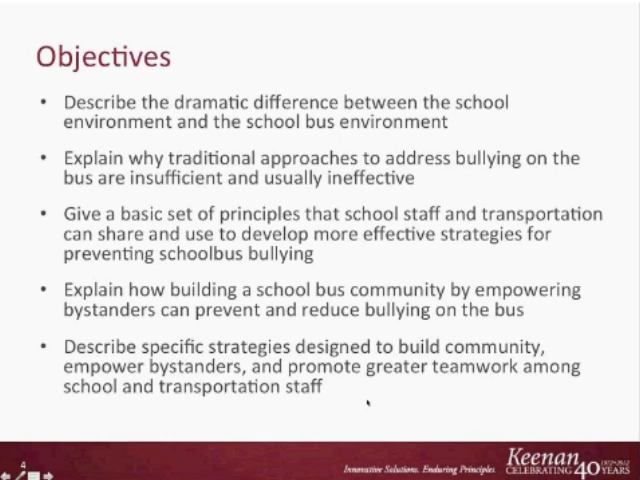 Objectives
• Describe the dramatic difference between the school
environment and the school bus environment
• Explain why traditional approaches to address bullying on the
bus are insufficient and usually ineffective
• Give a basic set of principles that school staff and transportation
can share and use to develop more effective strategies for
preventing schoolbus bullying
• Explain how building a school bus community by empowering
bystanders can prevent and reduce bullying on the bus
• Describe specific strategies designed to build community,
empower bystanders, and promote greater teamwork among
school and transportation staff
4
Innovative Solutions. Enduring Principles.
Keenan
CELEBRATING 40 YEARS